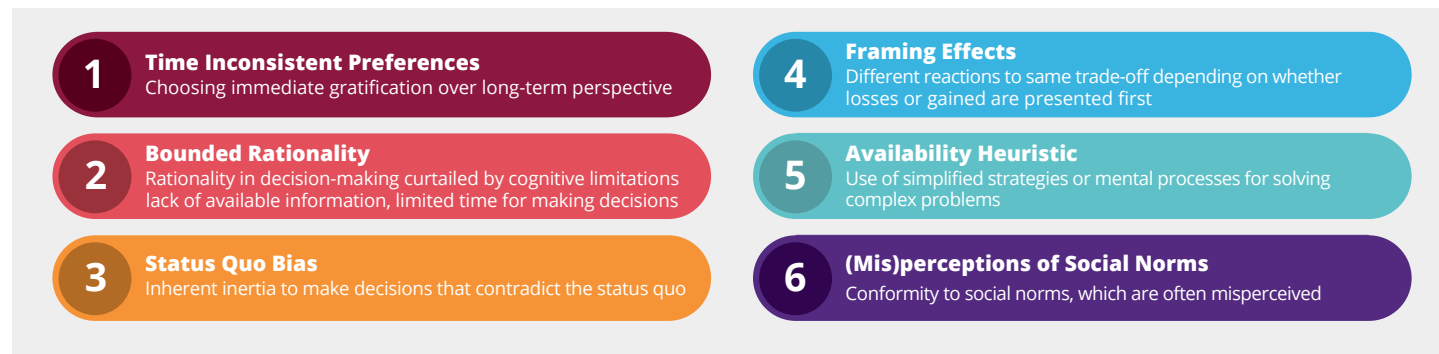 1
Time Inconsistent Preferences
Choosing immediate gratification over long-term perspective
2
Bounded Rationality
Rationality in decision-making curtailed by cognitive limitations
lack of available information, limited time for making decisions
3
Status Quo Bias
Inherent inertia to make decisions that contradict the status quo
4
Framing Effects
Different reactions to same trade-off depending on whether
losses or gained are presented first
5
Availability Heuristic
Use of simplified strategies or mental processes for solving
complex problems
6
(Mis)perceptions of Social Norms
Conformity to social norms, which are often misperceived